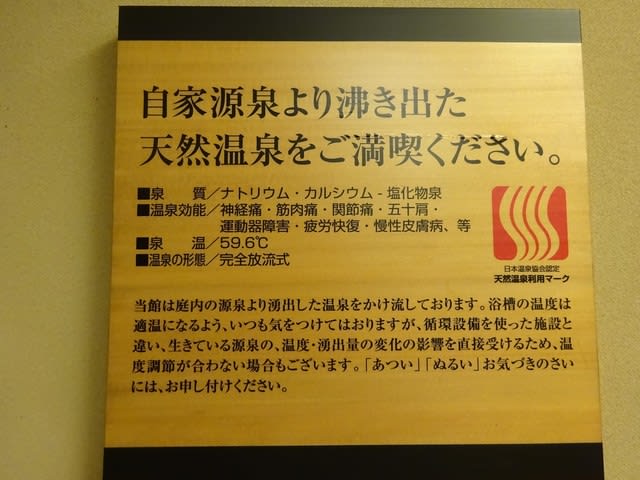 自家源泉より沸き出た
天然温泉をご満喫ください。
■泉　　質／ナトリウム・カルシウム - 塩化物泉
■温泉効能／神経痛・筋肉痛・関節痛・五十肩・
運動器障害・疲労快復・慢性皮膚病、等
■泉　　温／59.6℃
■温泉の形態／完全放流式
日本温泉協会認定
天然温泉利用マーク
当館は庭内の源泉より湧出した温泉をかけ流しております。浴槽の温度は
適温になるよう、いつも気をつけてはおりますが、循環設備を使った施設と
違い、生きている源泉の、温度・湧出量の変化の影響を直接受けるため、温
度調節が合わない場合もございます。「あつい」「ぬるい」お気づきのさい
には、お申し付けください。